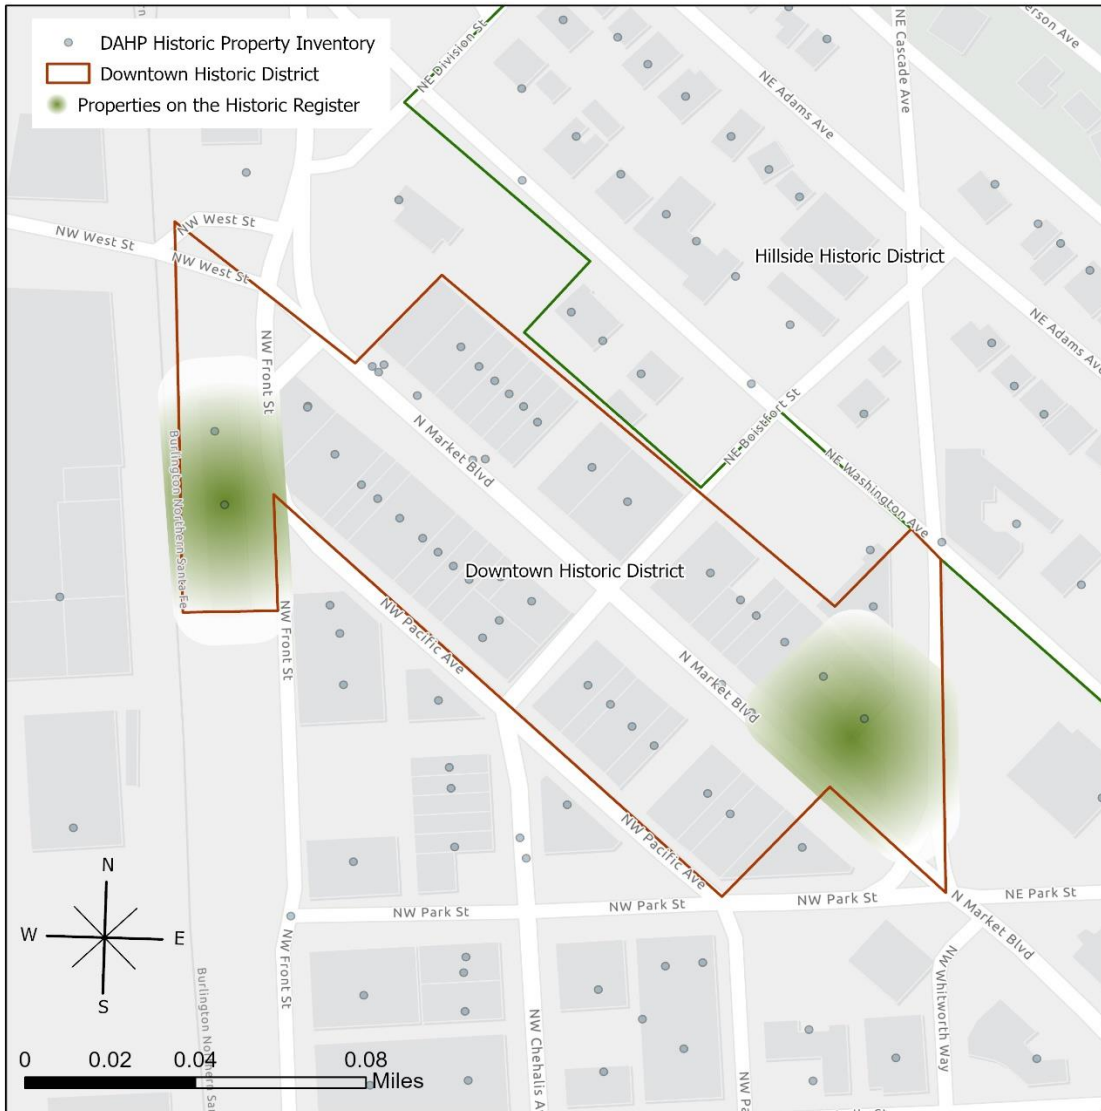 DAHP Historic Property Inventory
Downtown Historic District
Properties on the Historic Register
NE Division St
NE Cascade Ave
erson Ave
NE Adams Ave
NW West St
NW West St
NW West St
Hillside Historic District
NE Adams Ave
NW Front St
N Market Blvd
NE Boistfort St
NE Washington Ave
Burlington Northern Santa Fe
Downtown Historic District
NW Front St
NW Pacific Ave
N Market Blvd
NW Pacific Ave
NW Park St
NW Park St
NW Park St
NE Park St
N Market Blvd
NW Front St
NW Whitworth Way
Burlington Northern San
NW Chehalis A
NW Pa
N
W
E
S
0
0.02
0.04
0.08
Miles